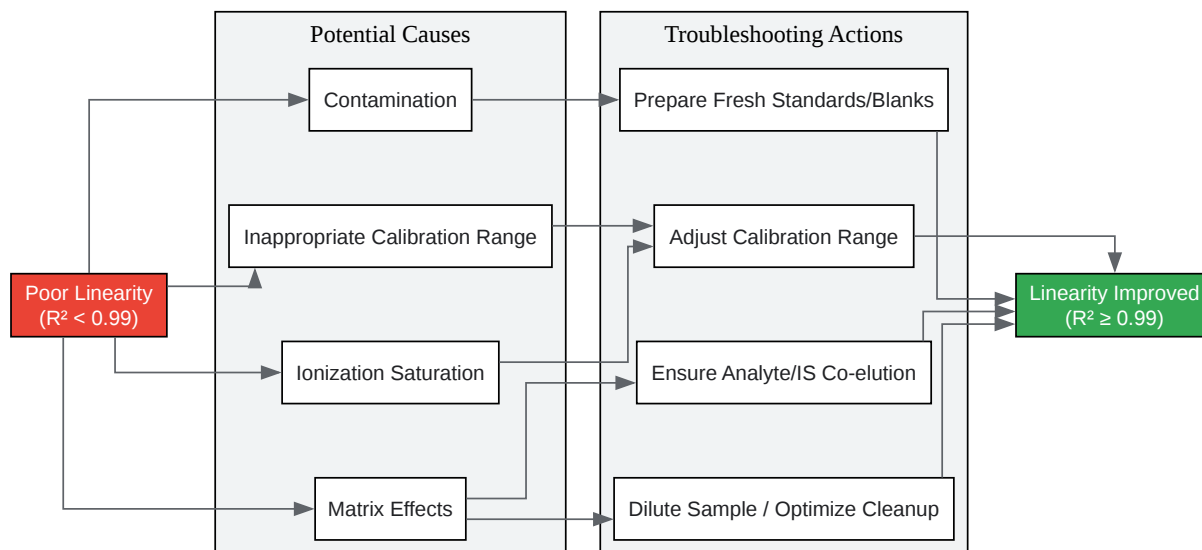 Potential Causes
Troubleshooting Actions
Contamination
Prepare Fresh Standards/Blanks
Inappropriate Calibration Range
Adjust Calibration Range
Poor Linearity
(R² < 0.99)
Linearity Improved
(R² ≥ 0.99)
Ionization Saturation
Ensure Analyte/IS Co-elution
Matrix Effects
Dilute Sample / Optimize Cleanup